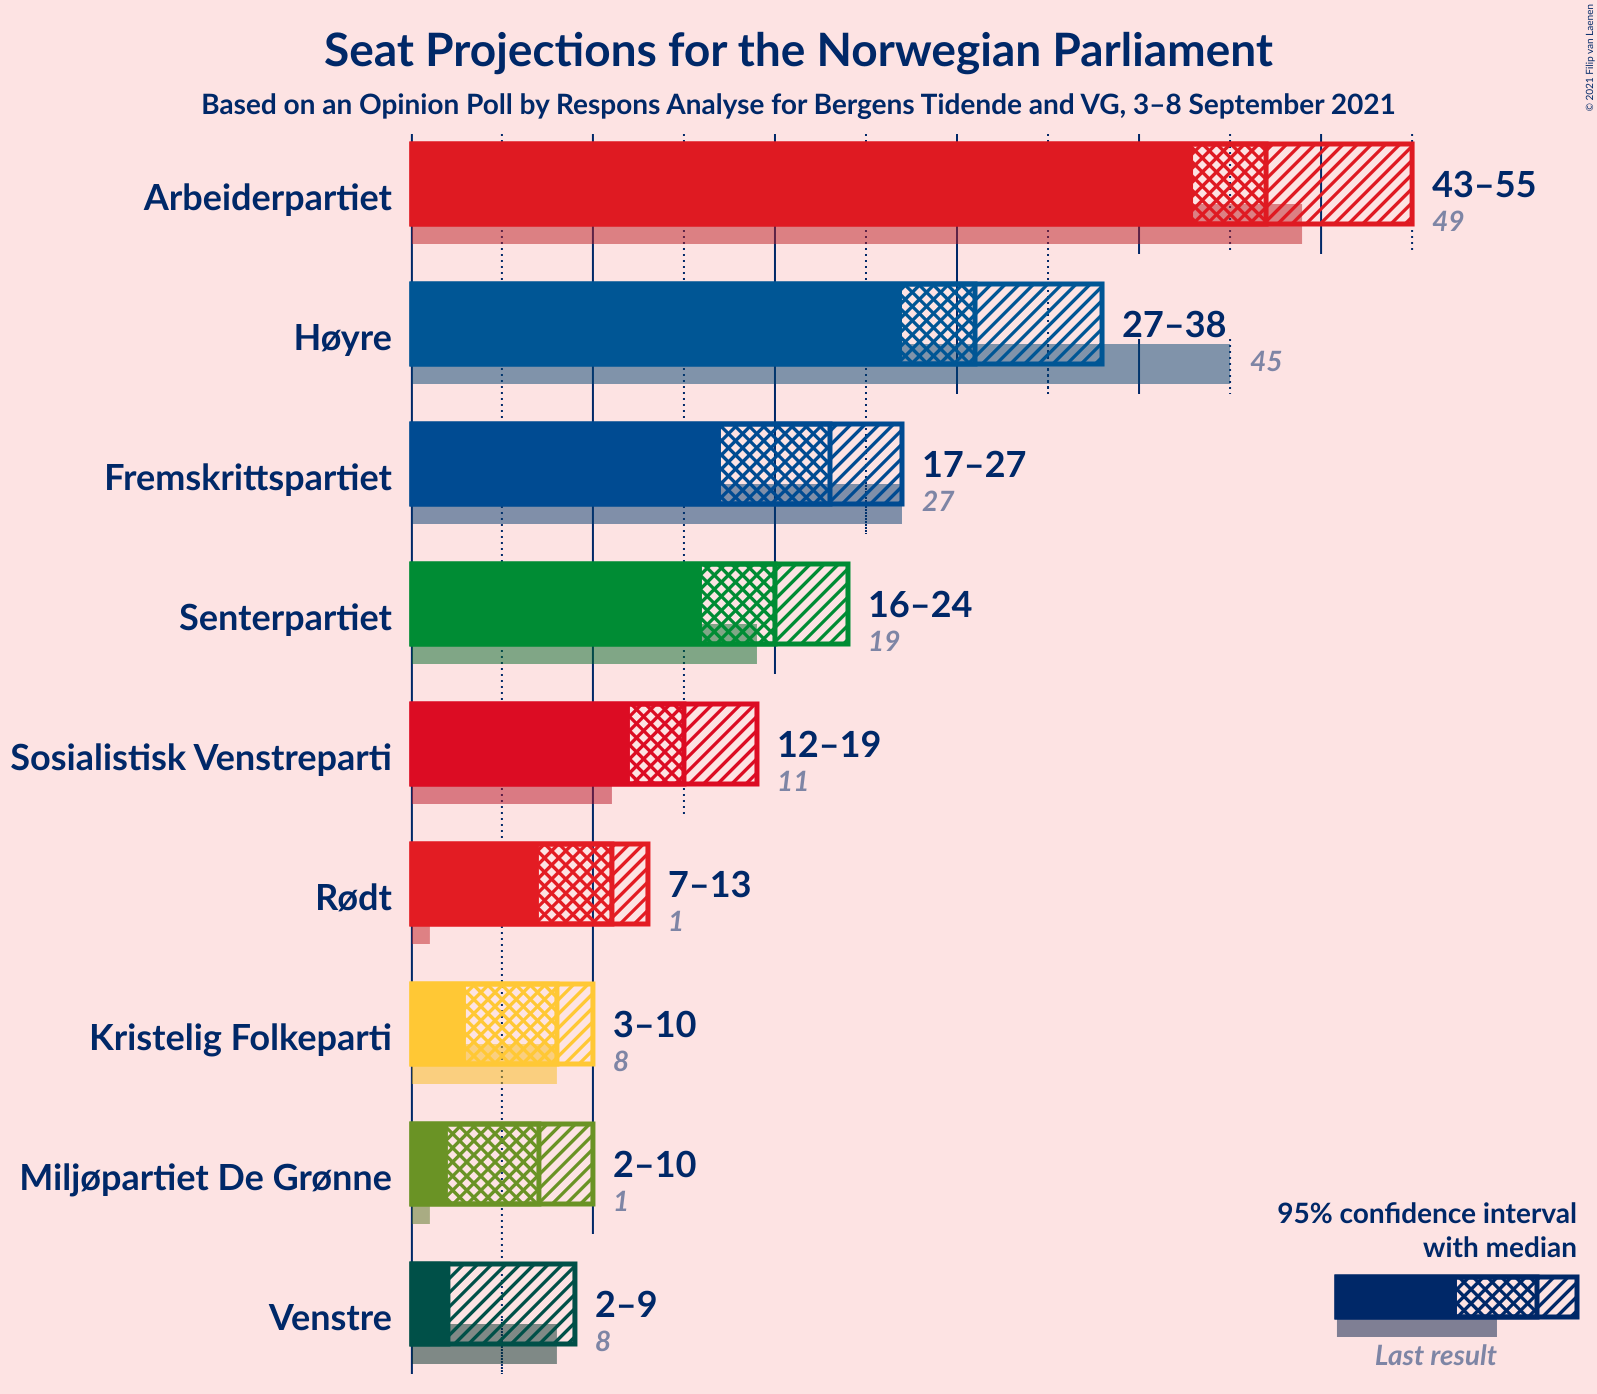 Seat Projections for the Norwegian Parliament
Based on an Opinion Poll by Respons Analyse for Bergens Tidende and VG, 3–8 September 2021
© 2021 Filip van Laenen
Arbeiderpartiet
43–55
49
Høyre
27–38
45
Fremskrittspartiet
17–27
27
Senterpartiet
16–24
19
Sosialistisk Venstreparti
12–19
11
Rødt
7–13
1
Kristelig Folkeparti
3–10
8
Miljøpartiet De Grønne
2–10
1
Venstre
2–9
8
95% confidence interval
with median
Last result